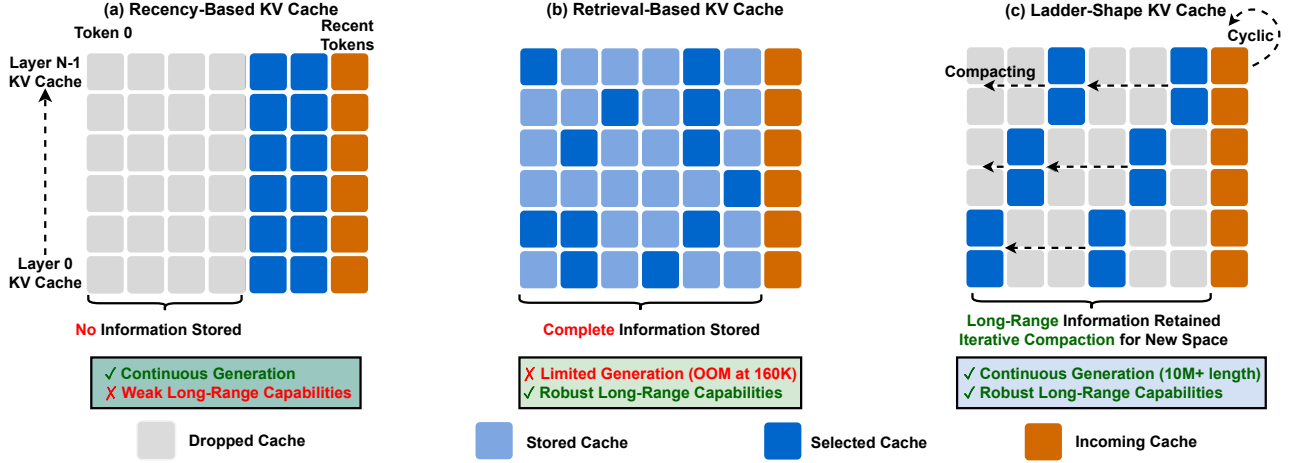 (a) Recency-Based KV Cache
Token 0
Recent
Tokens
Layer N-1
KV Cache
Layer 0
KV Cache
No Information Stored
✓ Continuous Generation
✗ Weak Long-Range Capabilities
(b) Retrieval-Based KV Cache
Complete Information Stored
✗ Limited Generation (OOM at 160K)
✓ Robust Long-Range Capabilities
(c) Ladder-Shape KV Cache
Cyclic
Compacting
Long-Range Information Retained
Iterative Compaction for New Space
✓ Continuous Generation (10M+ length)
✓ Robust Long-Range Capabilities
Dropped Cache
Stored Cache
Selected Cache
Incoming Cache